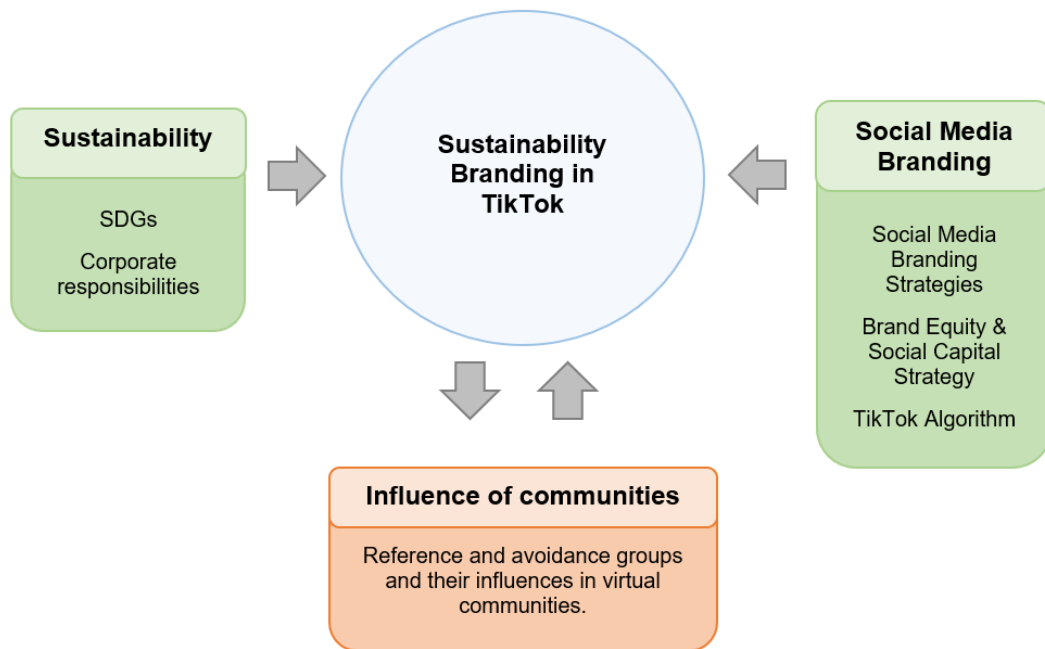 Sustainability
SDGs
Corporate
responsibilities
Sustainability
Branding in
TikTok
Social Media
Branding
Social Media
Branding
Strategies
Brand Equity &
Social Capital
Strategy
TikTok Algorithm
Influence of communities
Reference and avoidance groups
and their influences in virtual
communities.